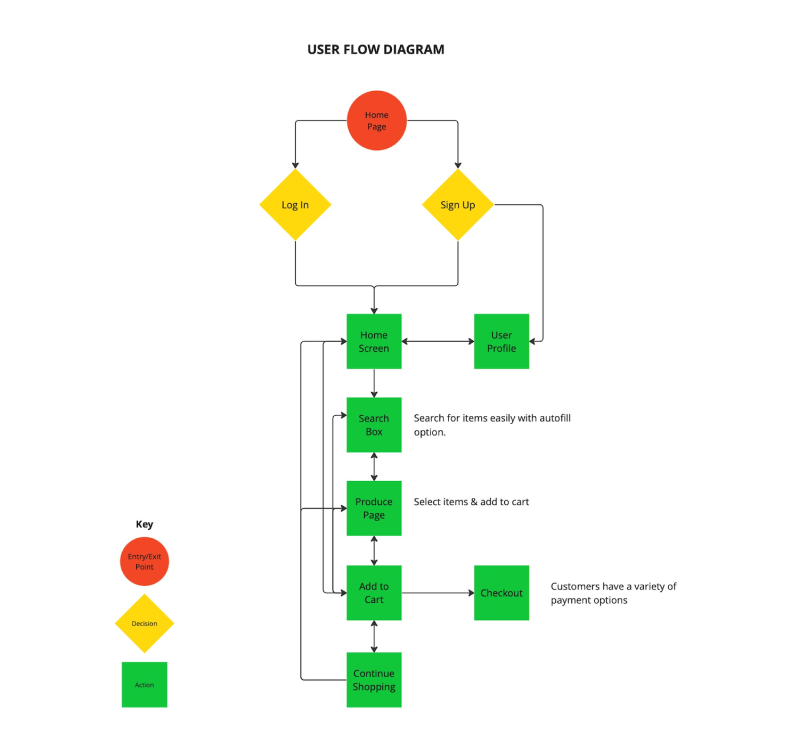 USER FLOW DIAGRAM
Home
Page
Log In
Sign Up
Home
Screen
User
Profile
Search
Box
Search for items easily with autofill
option.
Produce
Page
Select items & add to cart
Key
Entry/Exit
Point
Add to
Cart
Checkout
Customers have a variety of
payment options
Decision
Continue
Shopping
Action